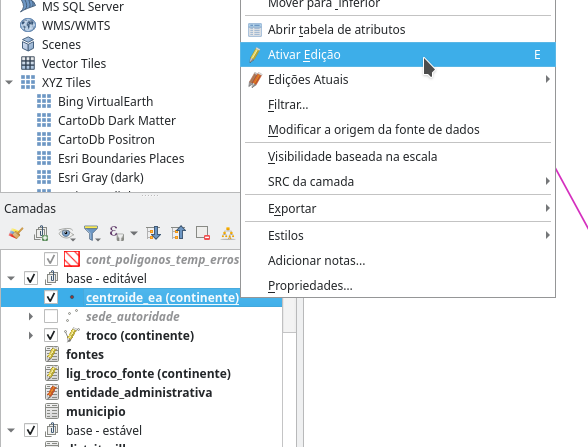 MS SQL Server
WMS/WMTS
Scenes
Vector Tiles
XYZ Tiles
Bing VirtualEarth
CartoDb Dark Matter
CartoDb Positron
Esri Boundaries Places
Esri Gray (dark)
Mover para _Inferior
Abrir tabela de atributos
Ativar Edição E
Edições Atuais
Filtrar...
Modificar a origem da fonte de dados
Visibilidade baseada na escala
SRC da camada
Exportar
Estilos
Adicionar notas...
Propriedades...
Camadas
cont_poligonos_temp_erros
base - editável
centroide_ea (continente)
sede_autoridade
troco (continente)
fontes
lig_troco_fonte (continente)
entidade_administrativa
municipio
base - estável